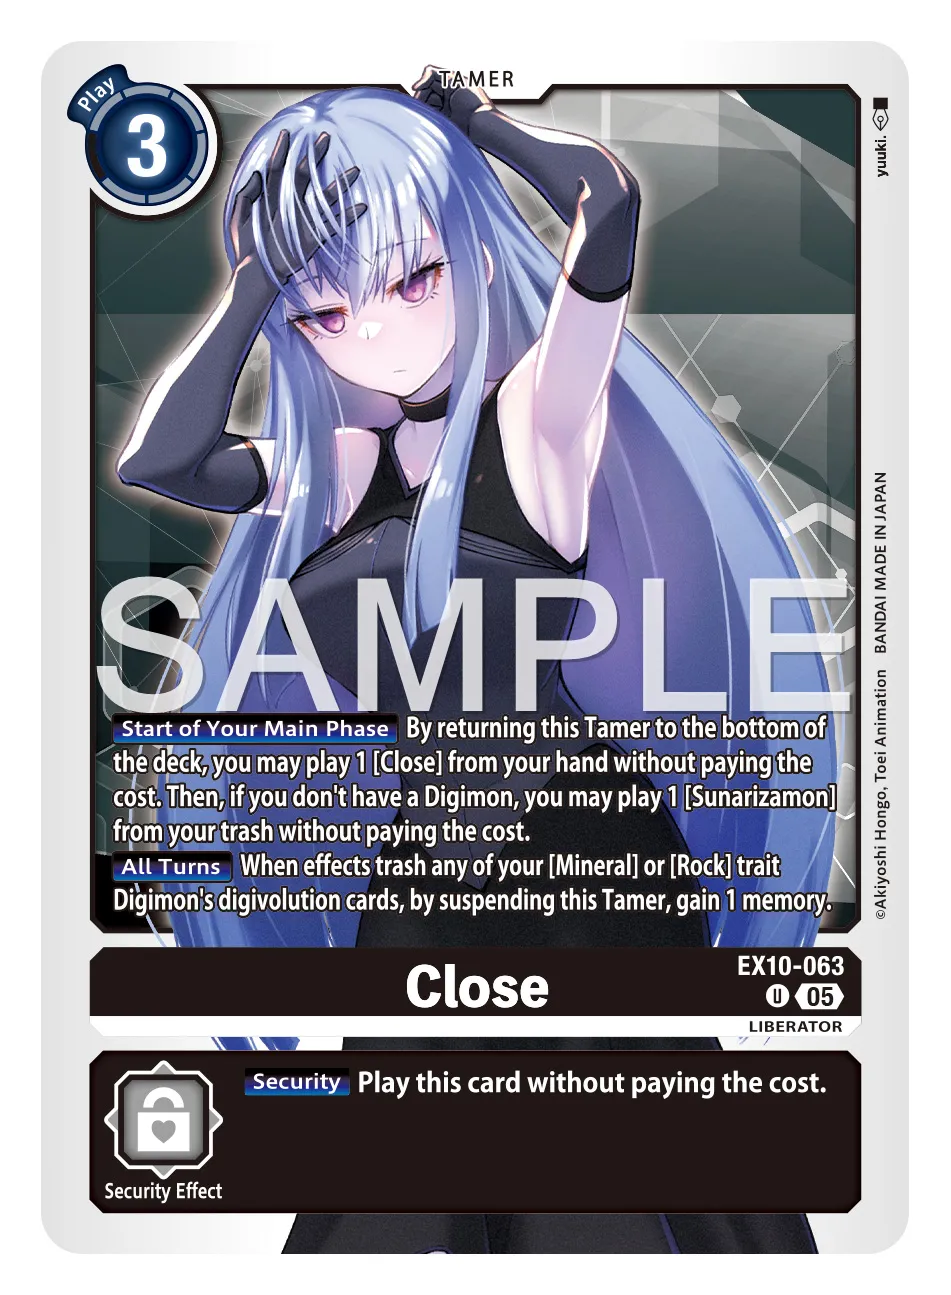 TAMER
Play
3
yuuki.
SAMPLE
Start of Your Main Phase By returning this Tamer to the bottom of
the deck, you may play 1 [Close] from your hand without paying the
cost. Then, if you don't have a Digimon, you may play 1 [Sunarizamon]
from your trash without paying the cost.
All Turns When effects trash any of your [Mineral] or [Rock] trait
Digimon's digivolution cards, by suspending this Tamer, gain 1 memory.
©Akiyoshi Hongo, Toei Animation BANDAI MADE IN JAPAN
Close
EX10-063
U 05
LIBERATOR
Security Play this card without paying the cost.
Security Effect